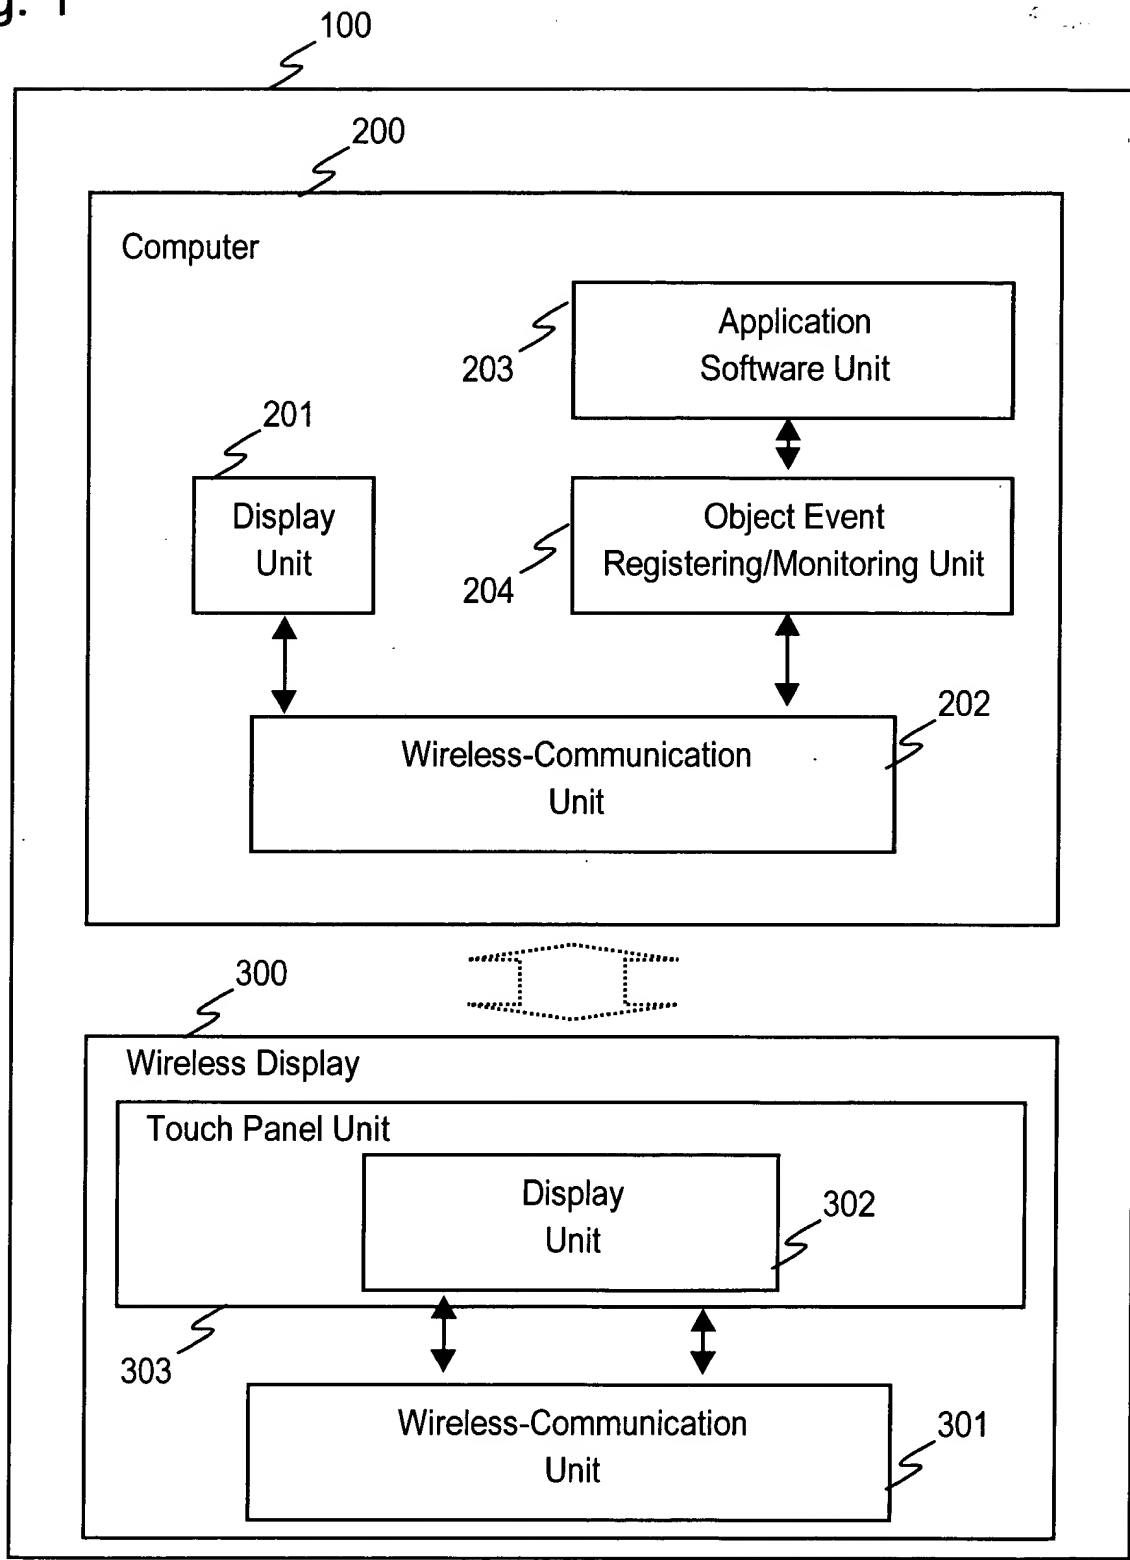 g. 1
100
200
Computer
Application
Software Unit
203
201
Display
Unit
Object Event
Registering/Monitoring Unit
204
202
Wireless-Communication
Unit
300
Wireless Display
Touch Panel Unit
Display
Unit
302
303
Wireless-Communication
Unit
301